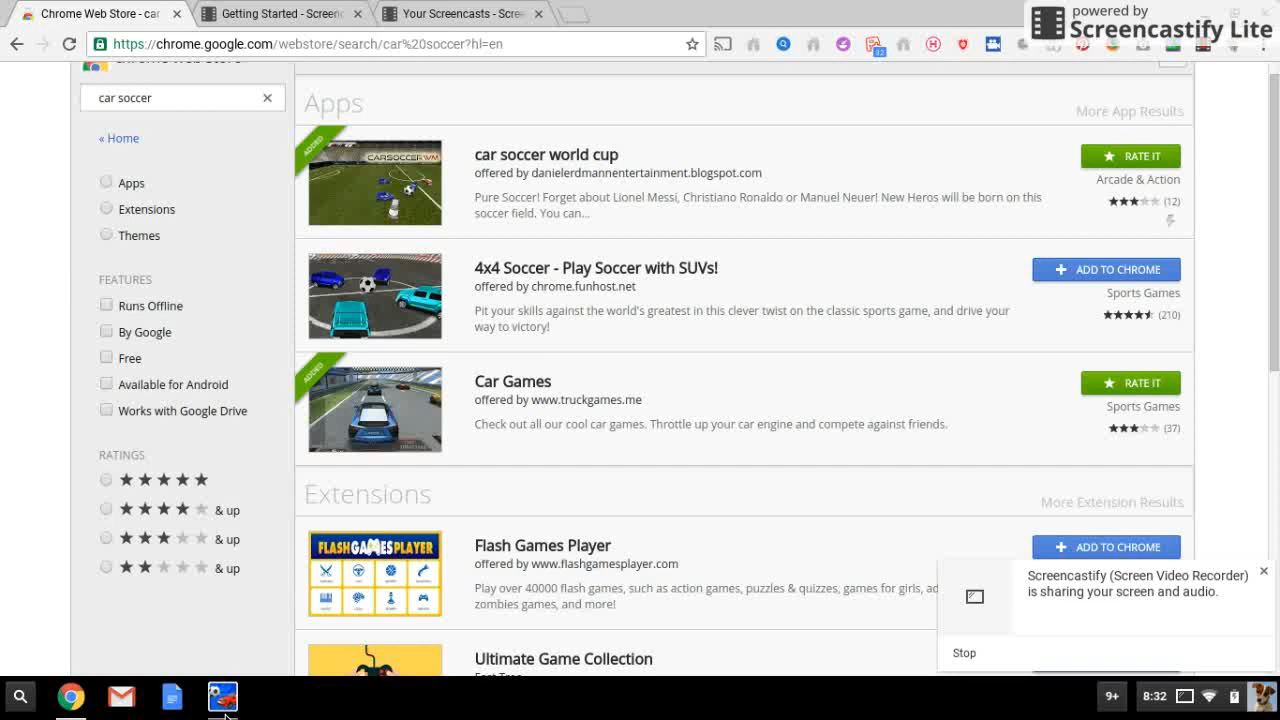 Chrome Web Store - car
Getting Started - Screen
Your Screencasts - Scree
powered by
Screencastify Lite
https://chrome.google.com/webstore/search/car%20soccer?hl=en
car soccer
« Home
Apps
Extensions
Themes
FEATURES
Runs Offline
By Google
Free
Available for Android
Works with Google Drive
RATINGS
& up
& up
& up
Apps
More App Results
ADDED
CARSOCCERWM
car soccer world cup
offered by danielerdmannentertainment.blogspot.com
Pure Soccer! Forget about Lionel Messi, Christiano Ronaldo or Manuel Neuer! New Heros will be born on this
soccer field. You can...
RATE IT
Arcade & Action
(12)
4x4 Soccer - Play Soccer with SUVs!
offered by chrome.funhost.net
Pit your skills against the world's greatest in this clever twist on the classic sports game, and drive your
way to victory!
ADD TO CHROME
Sports Games
(210)
ADDED
Car Games
offered by www.truckgames.me
Check out all our cool car games. Throttle up your car engine and compete against friends.
RATE IT
Sports Games
(37)
Extensions
More Extension Results
FLASHGAMESPLAYER
Flash Games Player
offered by www.flashgamesplayer.com
Play over 40000 flash games, such as action games, puzzles & quizzes, games for girls, ad
zombies games, and more!
ADD TO CHROME
Ultimate Game Collection
Screencastify (Screen Video Recorder)
is sharing your screen and audio.
Stop
9+
8:32